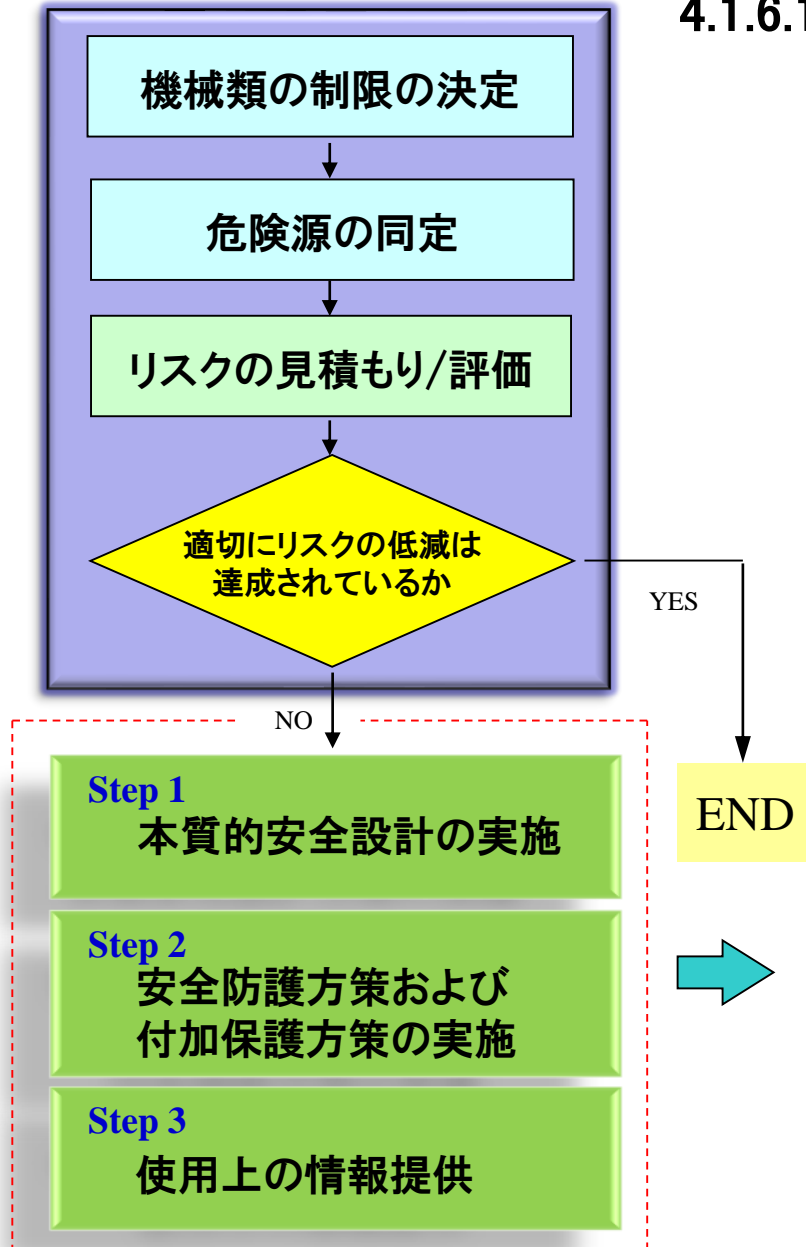 4.1.6.1
機械類の制限の決定
危険源の同定
リスクの見積もり/評価
適切にリスクの低減は
達成されているか
YES
NO
Step 1
本質的安全設計の実施
END
Step 2
安全防護方策および
付加保護方策の実施
Step 3
使用上の情報提供